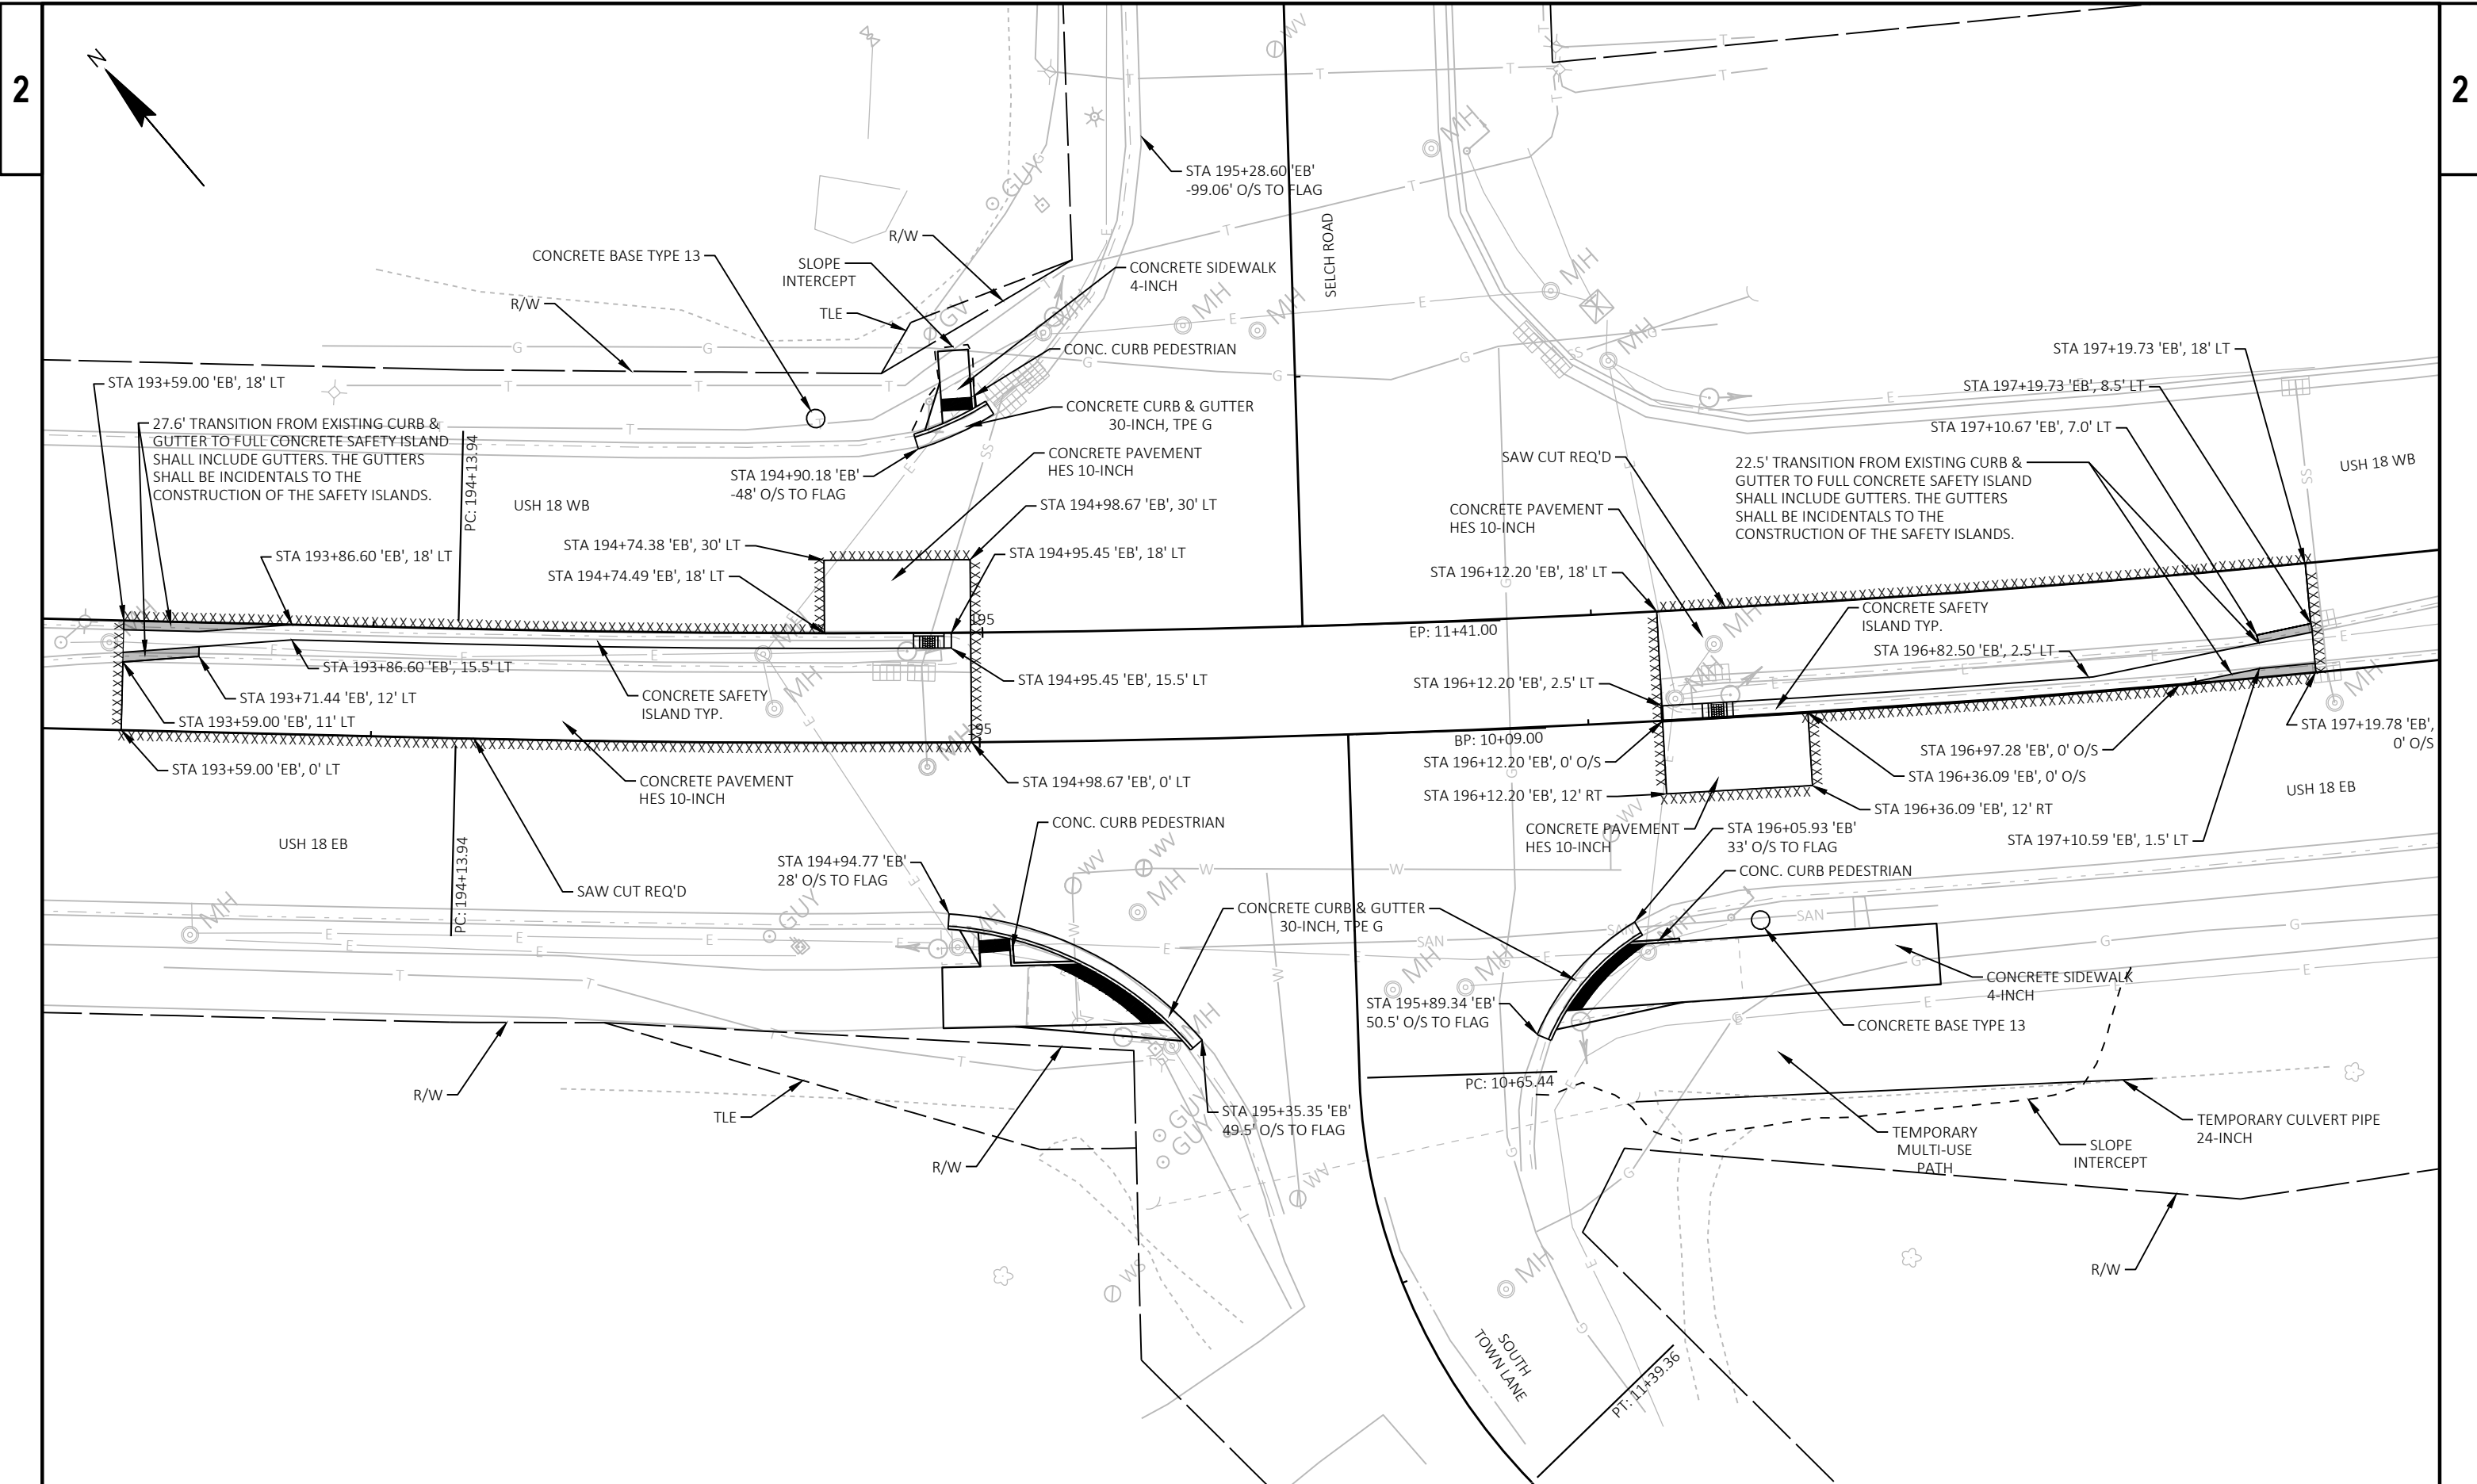 2
2
N
STA 195+28.60 'EB'
-99.06' O/S TO FLAG
SELCH ROAD
R/W
CONCRETE BASE TYPE 13
SLOPE
INTERCEPT
CONCRETE SIDEWALK
4-INCH
R/W
TLE
CONC. CURB PEDESTRIAN
STA 193+59.00 'EB', 18' LT
27.6' TRANSITION FROM EXISTING CURB &
GUTTER TO FULL CONCRETE SAFETY ISLAND
SHALL INCLUDE GUTTERS. THE GUTTERS
SHALL BE INCIDENTALS TO THE
CONSTRUCTION OF THE SAFETY ISLANDS.
PC: 194+13.94
USH 18 WB
CONCRETE CURB & GUTTER
30-INCH, TPE G
CONCRETE PAVEMENT
HES 10-INCH
STA 194+90.18 'EB'
-48' O/S TO FLAG
STA 194+98.67 'EB', 30' LT
STA 193+86.60 'EB', 18' LT
STA 194+74.38 'EB', 30' LT
STA 194+95.45 'EB', 18' LT
STA 194+74.49 'EB', 18' LT
195
STA 193+86.60 'EB', 15.5' LT
STA 193+71.44 'EB', 12' LT
STA 193+59.00 'EB', 11' LT
CONCRETE SAFETY
ISLAND TYP.
STA 194+95.45 'EB', 15.5' LT
195
STA 193+59.00 'EB', 0' LT
CONCRETE PAVEMENT
HES 10-INCH
STA 194+98.67 'EB', 0' LT
USH 18 EB
PC: 194+13.94
SAW CUT REQ'D
CONC. CURB PEDESTRIAN
STA 194+94.77 'EB'
28' O/S TO FLAG
CONCRETE CURB & GUTTER
30-INCH, TPE G
R/W
TLE
R/W
STA 195+35.35 'EB'
49.5' O/S TO FLAG
STA 197+19.73 'EB', 18' LT
STA 197+19.73 'EB', 8.5' LT
STA 197+10.67 'EB', 7.0' LT
SAW CUT REQ'D
22.5' TRANSITION FROM EXISTING CURB &
GUTTER TO FULL CONCRETE SAFETY ISLAND
SHALL INCLUDE GUTTERS. THE GUTTERS
SHALL BE INCIDENTALS TO THE
CONSTRUCTION OF THE SAFETY ISLANDS.
USH 18 WB
CONCRETE PAVEMENT
HES 10-INCH
STA 196+12.20 'EB', 18' LT
CONCRETE SAFETY
ISLAND TYP.
EP: 11+41.00
STA 196+82.50 'EB', 2.5' LT
STA 196+12.20 'EB', 2.5' LT
BP: 10+09.00
STA 196+12.20 'EB', 0' O/S
STA 196+97.28 'EB', 0' O/S
STA 197+19.78 'EB',
0' O/S
STA 196+36.09 'EB', 0' O/S
STA 196+12.20 'EB', 12' RT
STA 196+36.09 'EB', 12' RT
USH 18 EB
CONCRETE PAVEMENT
HES 10-INCH
STA 196+05.93 'EB'
33' O/S TO FLAG
STA 197+10.59 'EB', 1.5' LT
CONC. CURB PEDESTRIAN
CONCRETE SIDEWALK
4-INCH
STA 195+89.34 'EB'
50.5' O/S TO FLAG
CONCRETE BASE TYPE 13
PC: 10+65.44
TEMPORARY
MULTI-USE
PATH
SLOPE
INTERCEPT
TEMPORARY CULVERT PIPE
24-INCH
R/W
R/W
SOUTH
TOWN LANE
PT: 11+39.36
GUY
GV
MH
WV
SS
SAN
WS